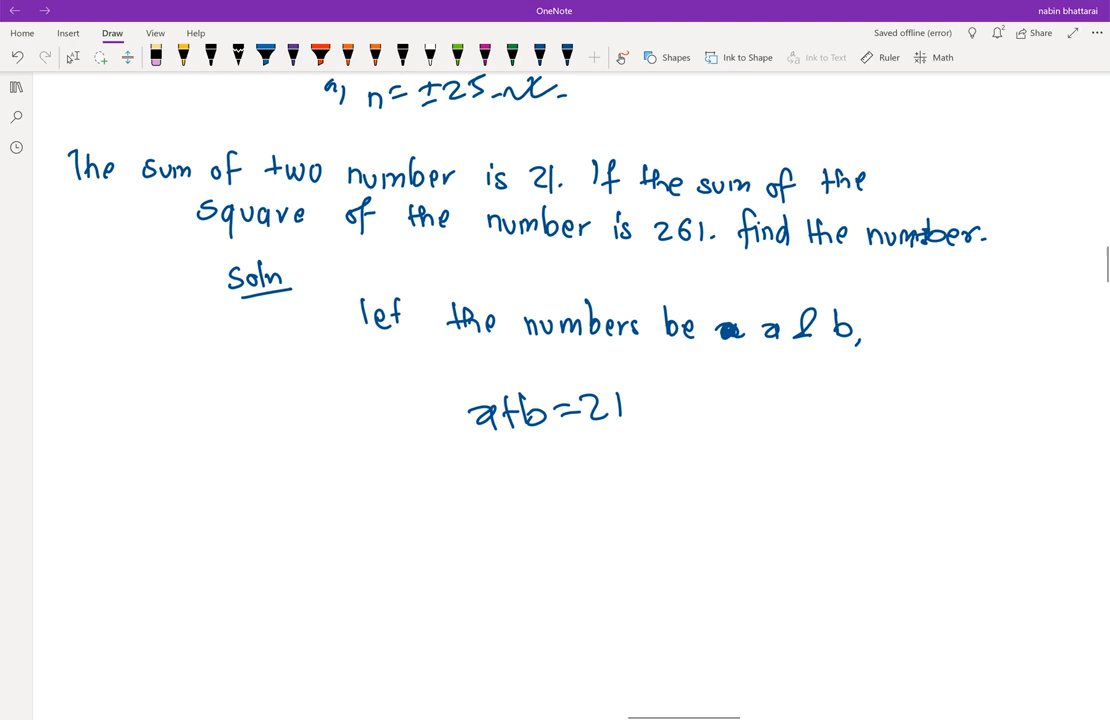 OneNote
nabin bhattarai
Home Insert Draw View Help
Saved offline (error) Share
Shapes Ink to Shape Ink to Text Ruler Math
n = ±25
The sum of two number is 21. If the sum of the
square of the number is 261. find the number.
Soln
let the numbers be a & b,
a+b=21